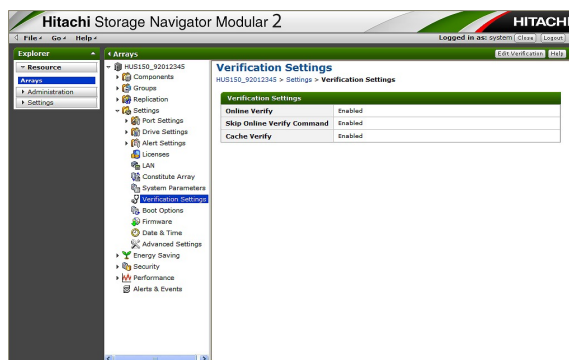 Hitachi Storage Navigator Modular 2
HITACHI
File Go Help
Logged in as: system Close Logout
Explorer
Arrays
Edit Verification Help
Resource
Arrays
Administration
Settings
HUS150_92012345
Components
Groups
Replication
Settings
Port Settings
Drive Settings
Alert Settings
Licenses
LAN
Constitute Array
System Parameters
Verification Settings
Boot Options
Firmware
Date & Time
Advanced Settings
Energy Saving
Security
Performance
Alerts & Events
Verification Settings
HUS150_92012345 > Settings > Verification Settings
Verification Settings
Online Verify Enabled
Skip Online Verify Command Enabled
Cache Verify Enabled